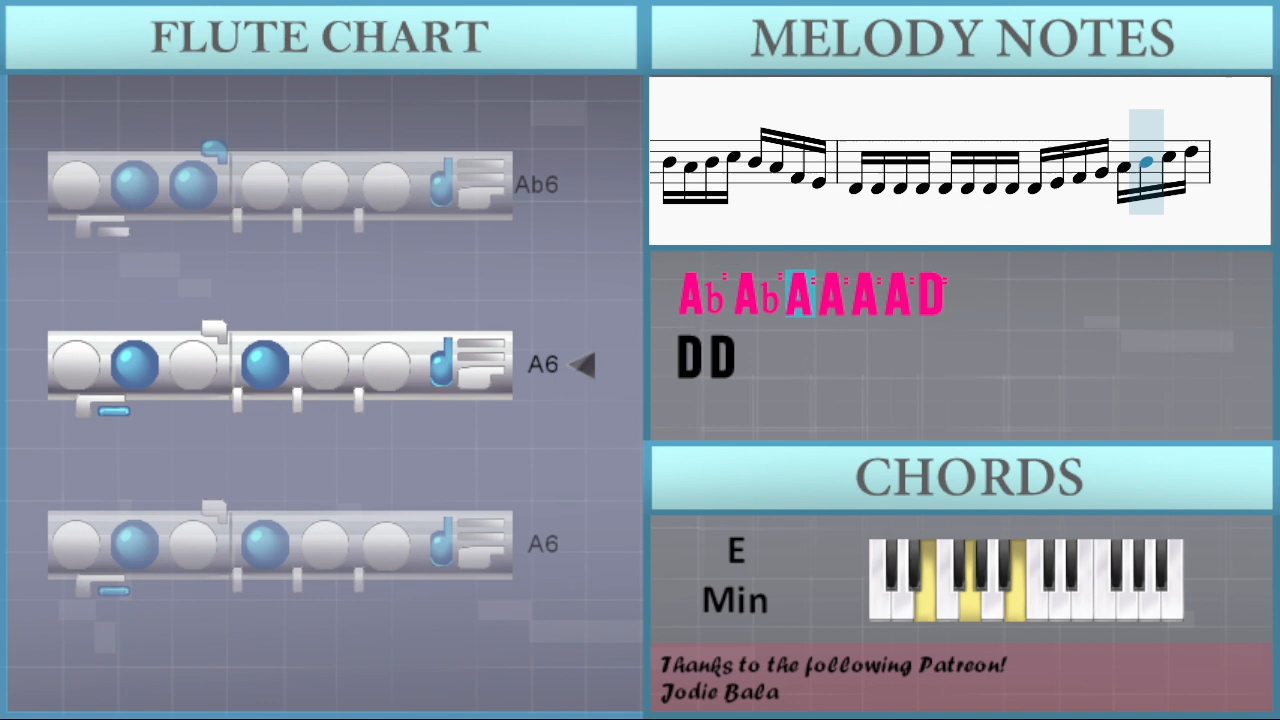 FLUTE CHART
MELODY NOTES
Ab6
A6
A6
Ab¨ Ab¨ A¨ A¨ A¨ A¨ D¨
D D
CHORDS
E
Min
Thanks to the following Patreon!
Jodie Bala